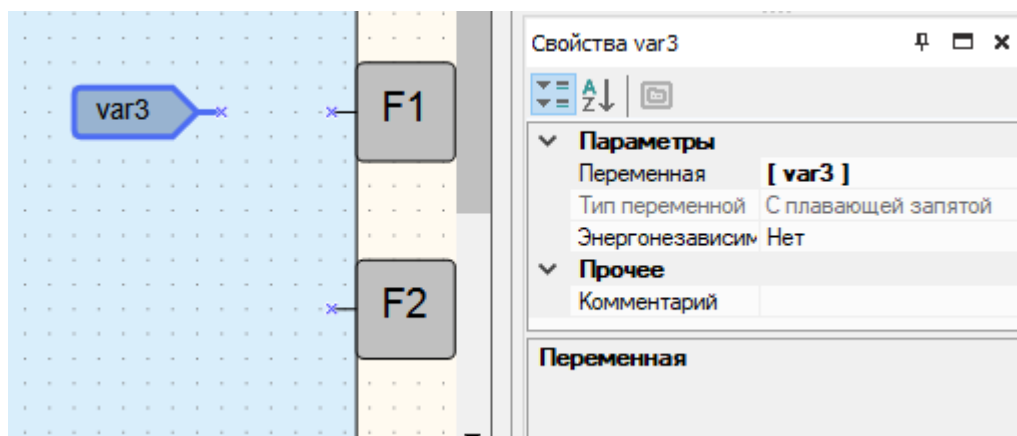 var3
F1
F2
Свойства var3
Параметры
Переменная [ var3 ]
Тип переменной С плавающей запятой
Энергонезависим Нет
Прочее
Комментарий
Переменная